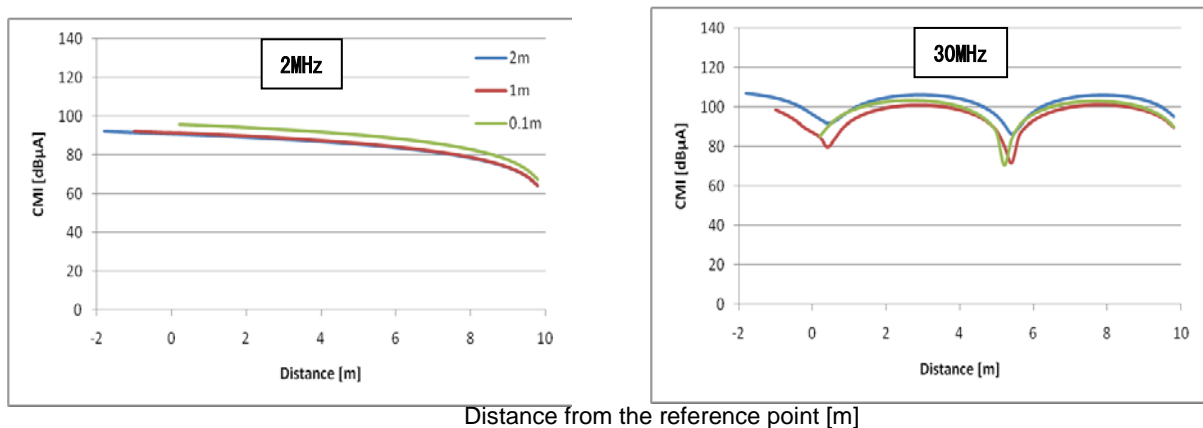 140
120
100
80
60
40
20
0
CMI [dBµA]
2MHz
2m
1m
0.1m
-2 0 2 4 6 8 10
Distance [m]
140
120
100
80
60
40
20
0
CMI [dBµA]
30MHz
-2 0 2 4 6 8 10
Distance [m]
Distance from the reference point [m]